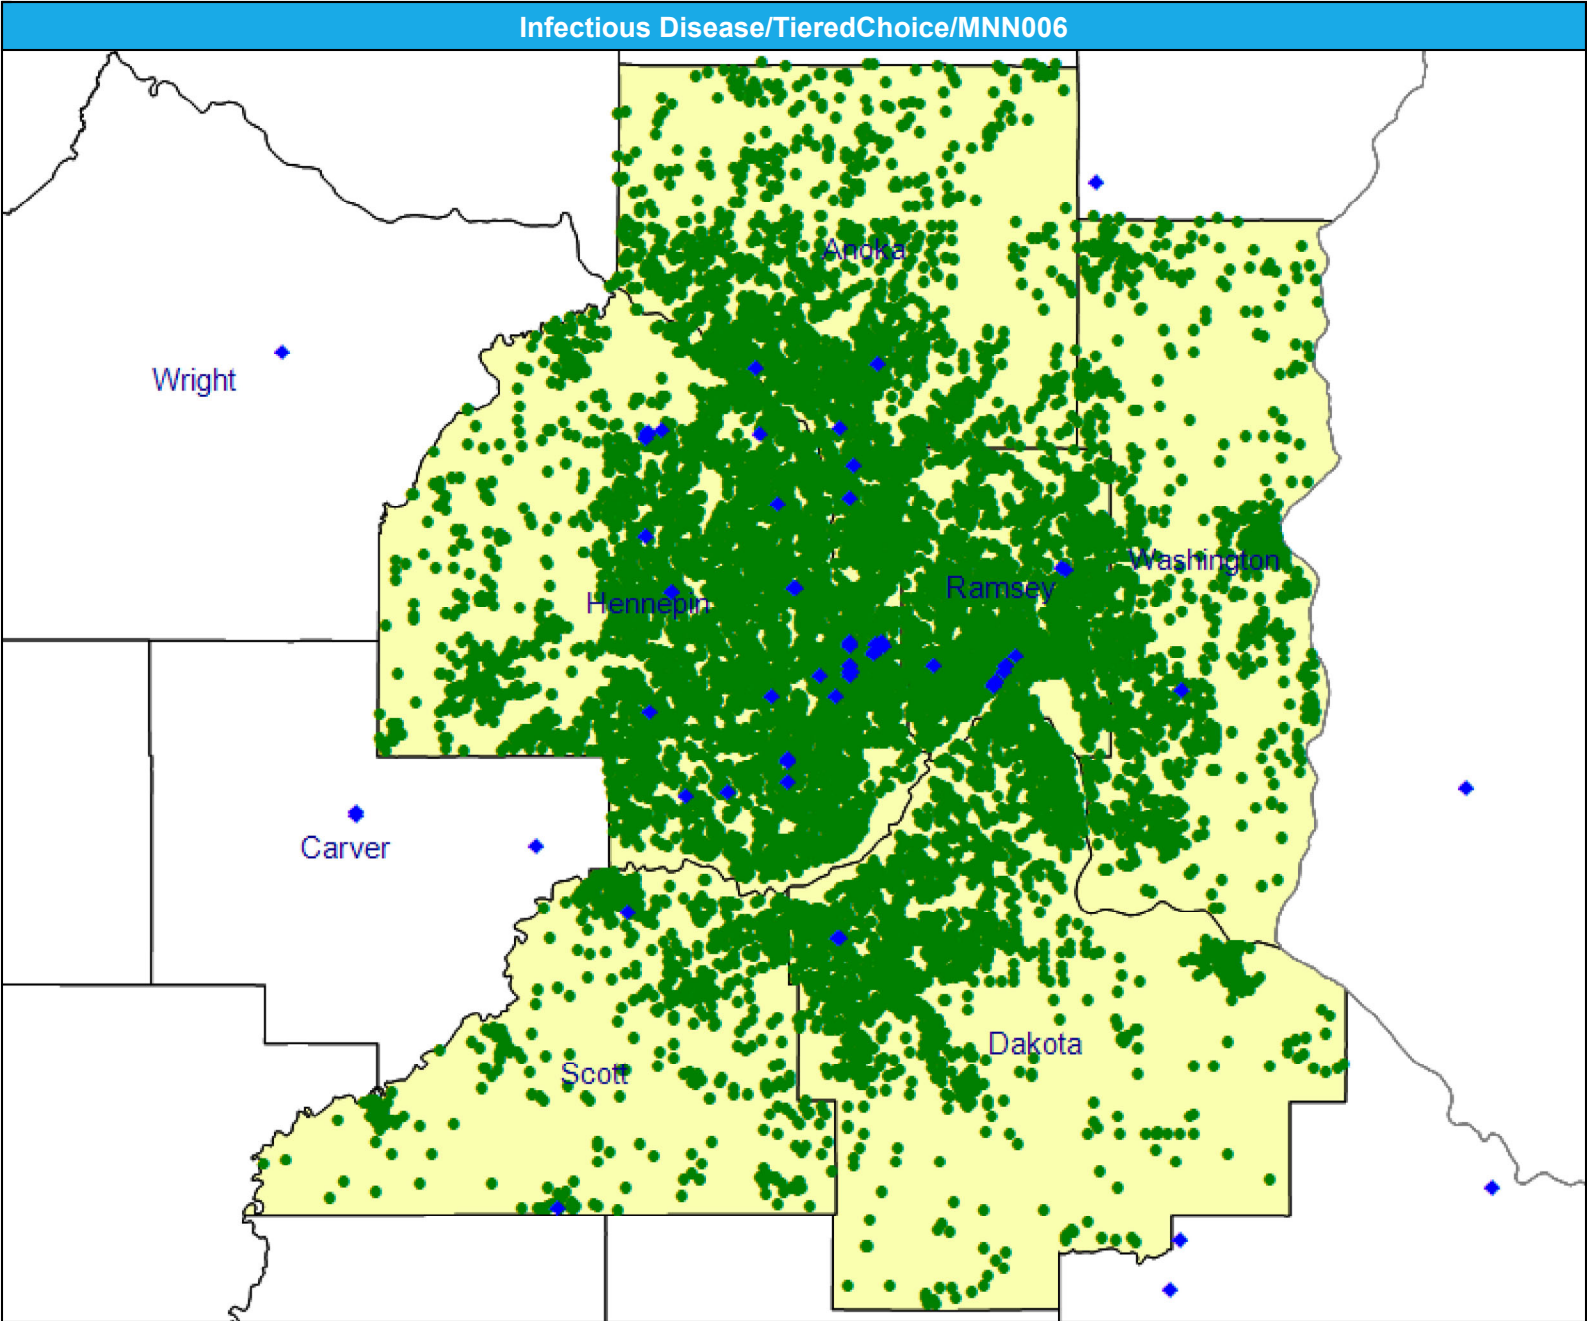 Infectious Disease/TieredChoice/MNN006
Anoka
Wright
Washington
Ramsey
Hennepin
Carver
Dakota
Scott